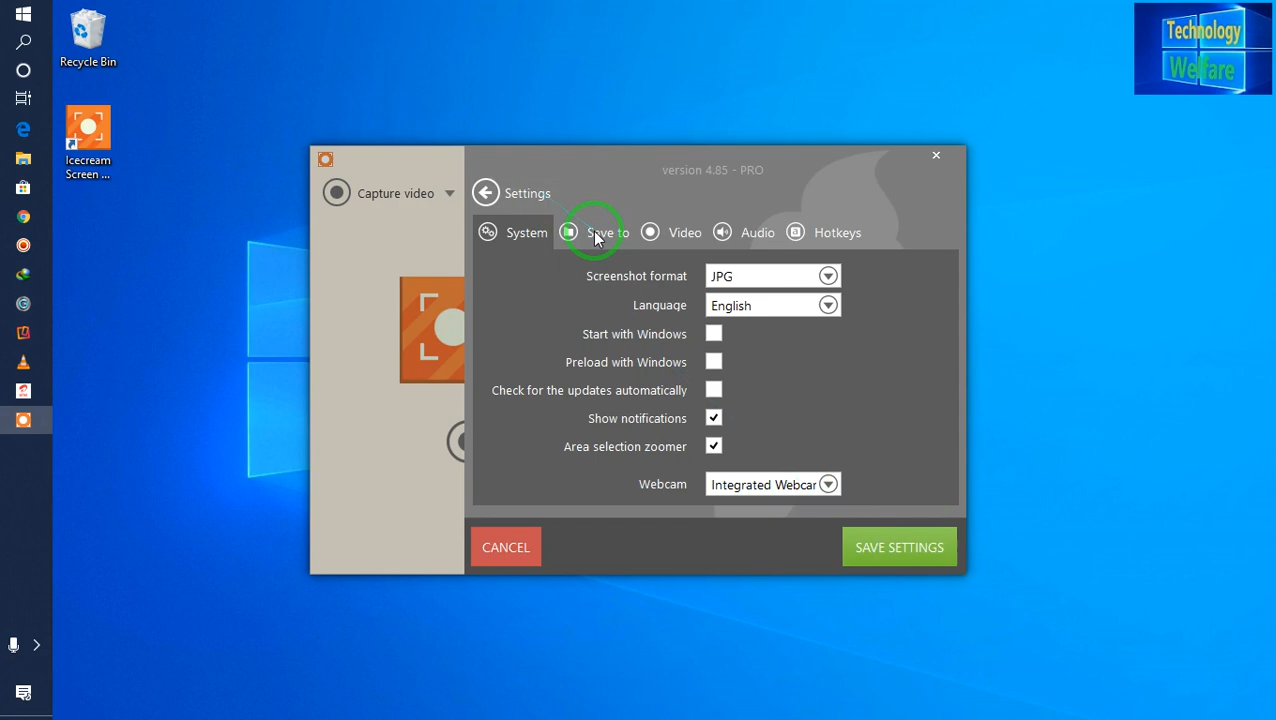 Recycle Bin
Icecream
Screen ...
Technology
Welfare
version 4.85 - PRO
Capture video
Settings
System
Save to
Video
Audio
Hotkeys
Screenshot format
JPG
Language
English
Start with Windows
Preload with Windows
Check for the updates automatically
Show notifications
Area selection zoomer
Webcam
Integrated Webcar
CANCEL
SAVE SETTINGS